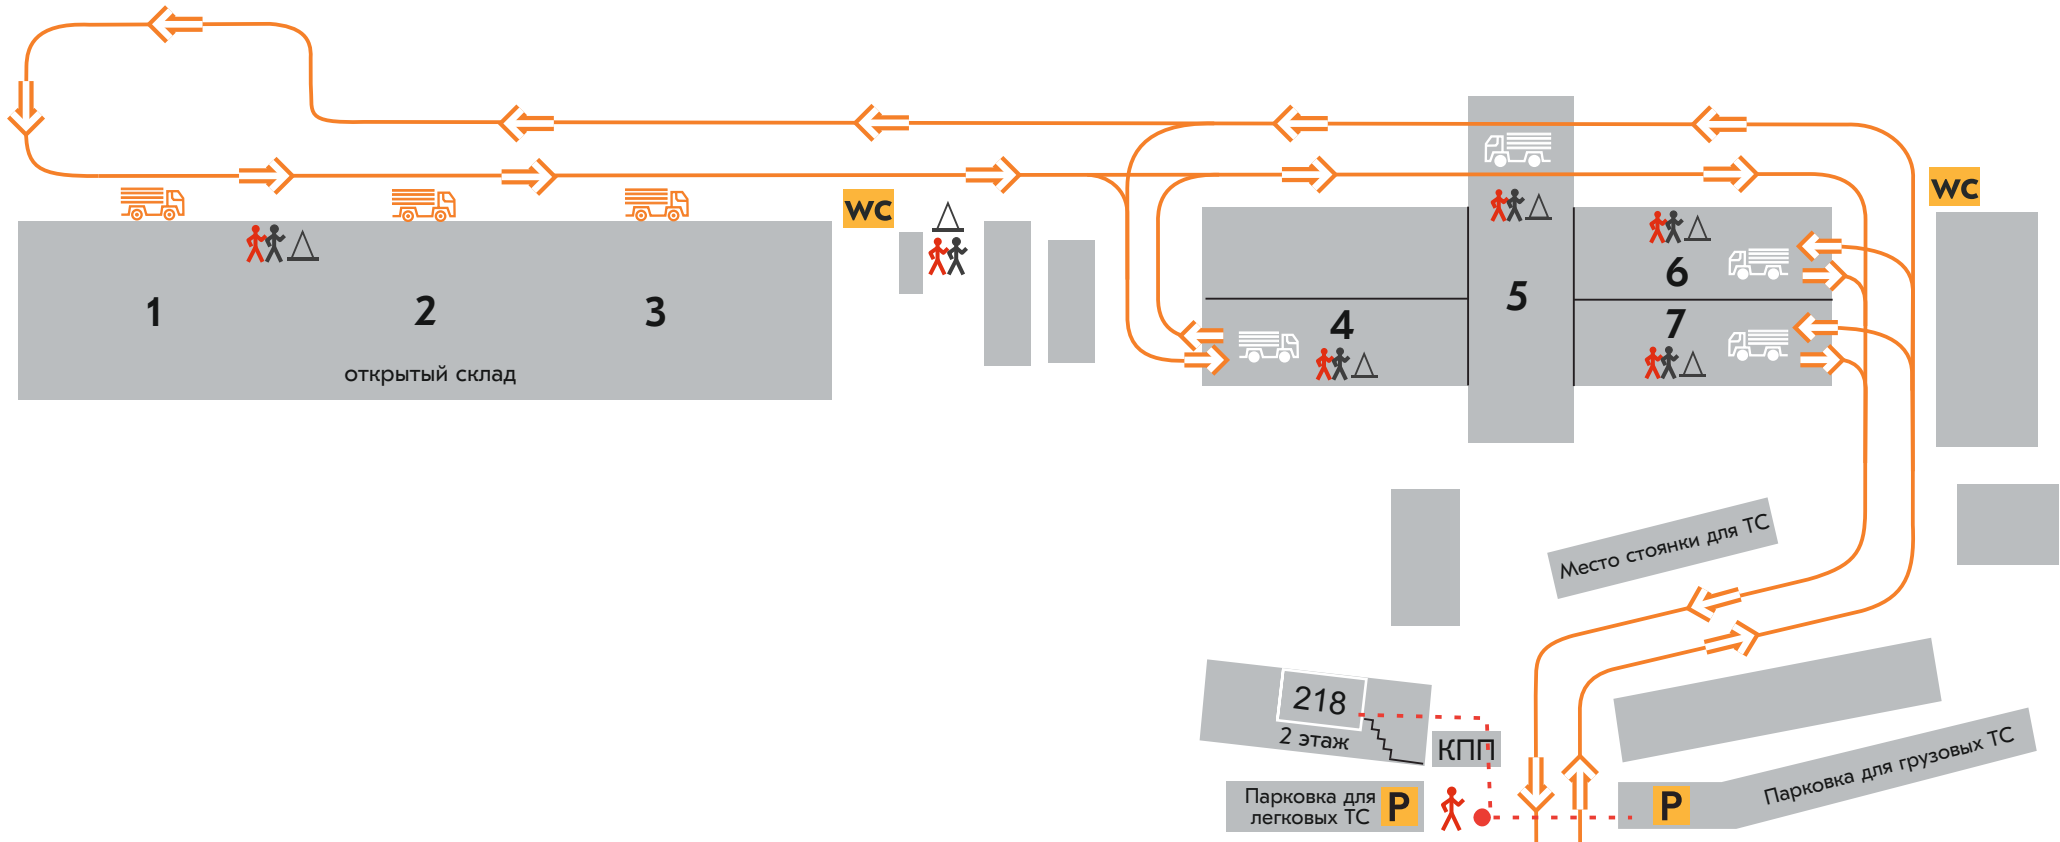 WC
WC
1
2
3
открытый склад
4
5
6
7
Место стоянки для ТС
218
2 этаж
КПП
Парковка для
легковых ТС
P
P
Парковка для грузовых ТС